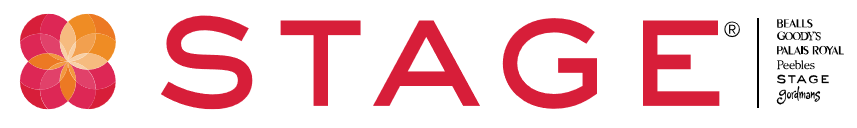 STAGE®
BEALLS
GOODY'S
PALAIS ROYAL
Peebles
STAGE
gordmans